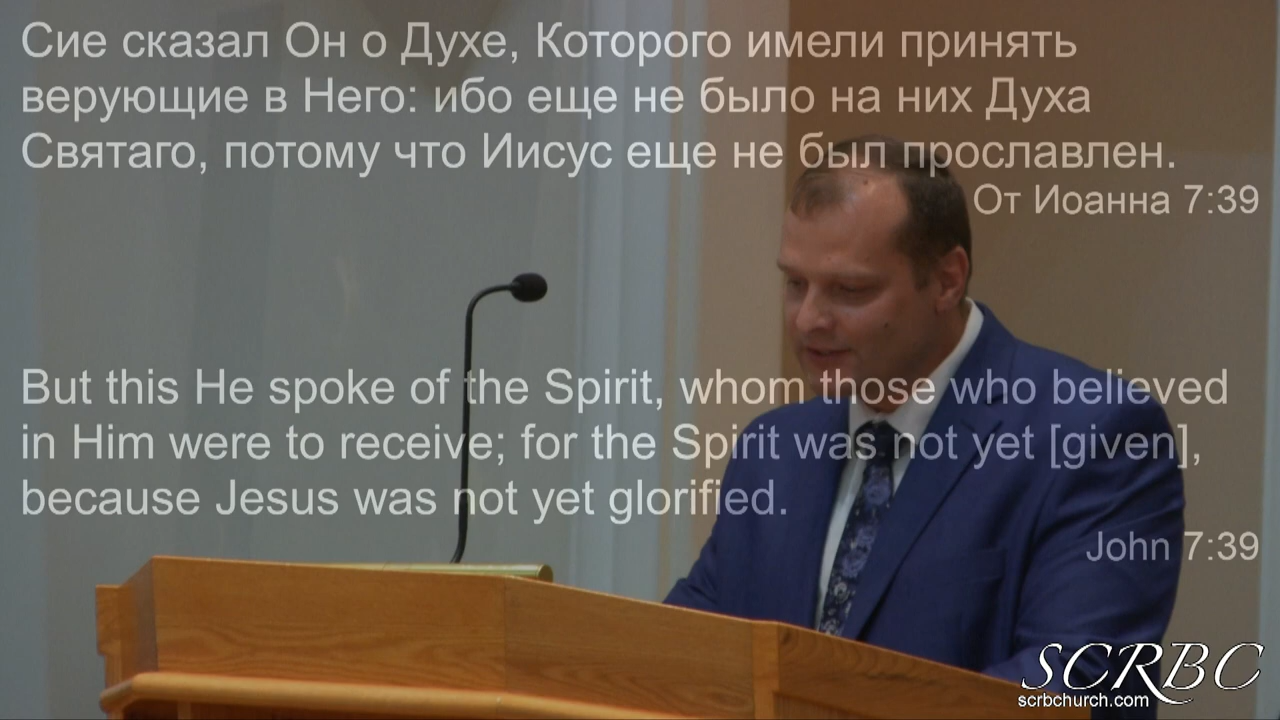 Сие сказал Он о Духе, Которого имели принять
верующие в Него: ибо еще не было на них Духа
Святаго, потому что Иисус еще не был прославлен.
От Иоанна 7:39
But this He spoke of the Spirit, whom those who believed
in Him were to receive; for the Spirit was not yet [given],
because Jesus was not yet glorified.
John 7:39
SCRBC
scrbchurch.com